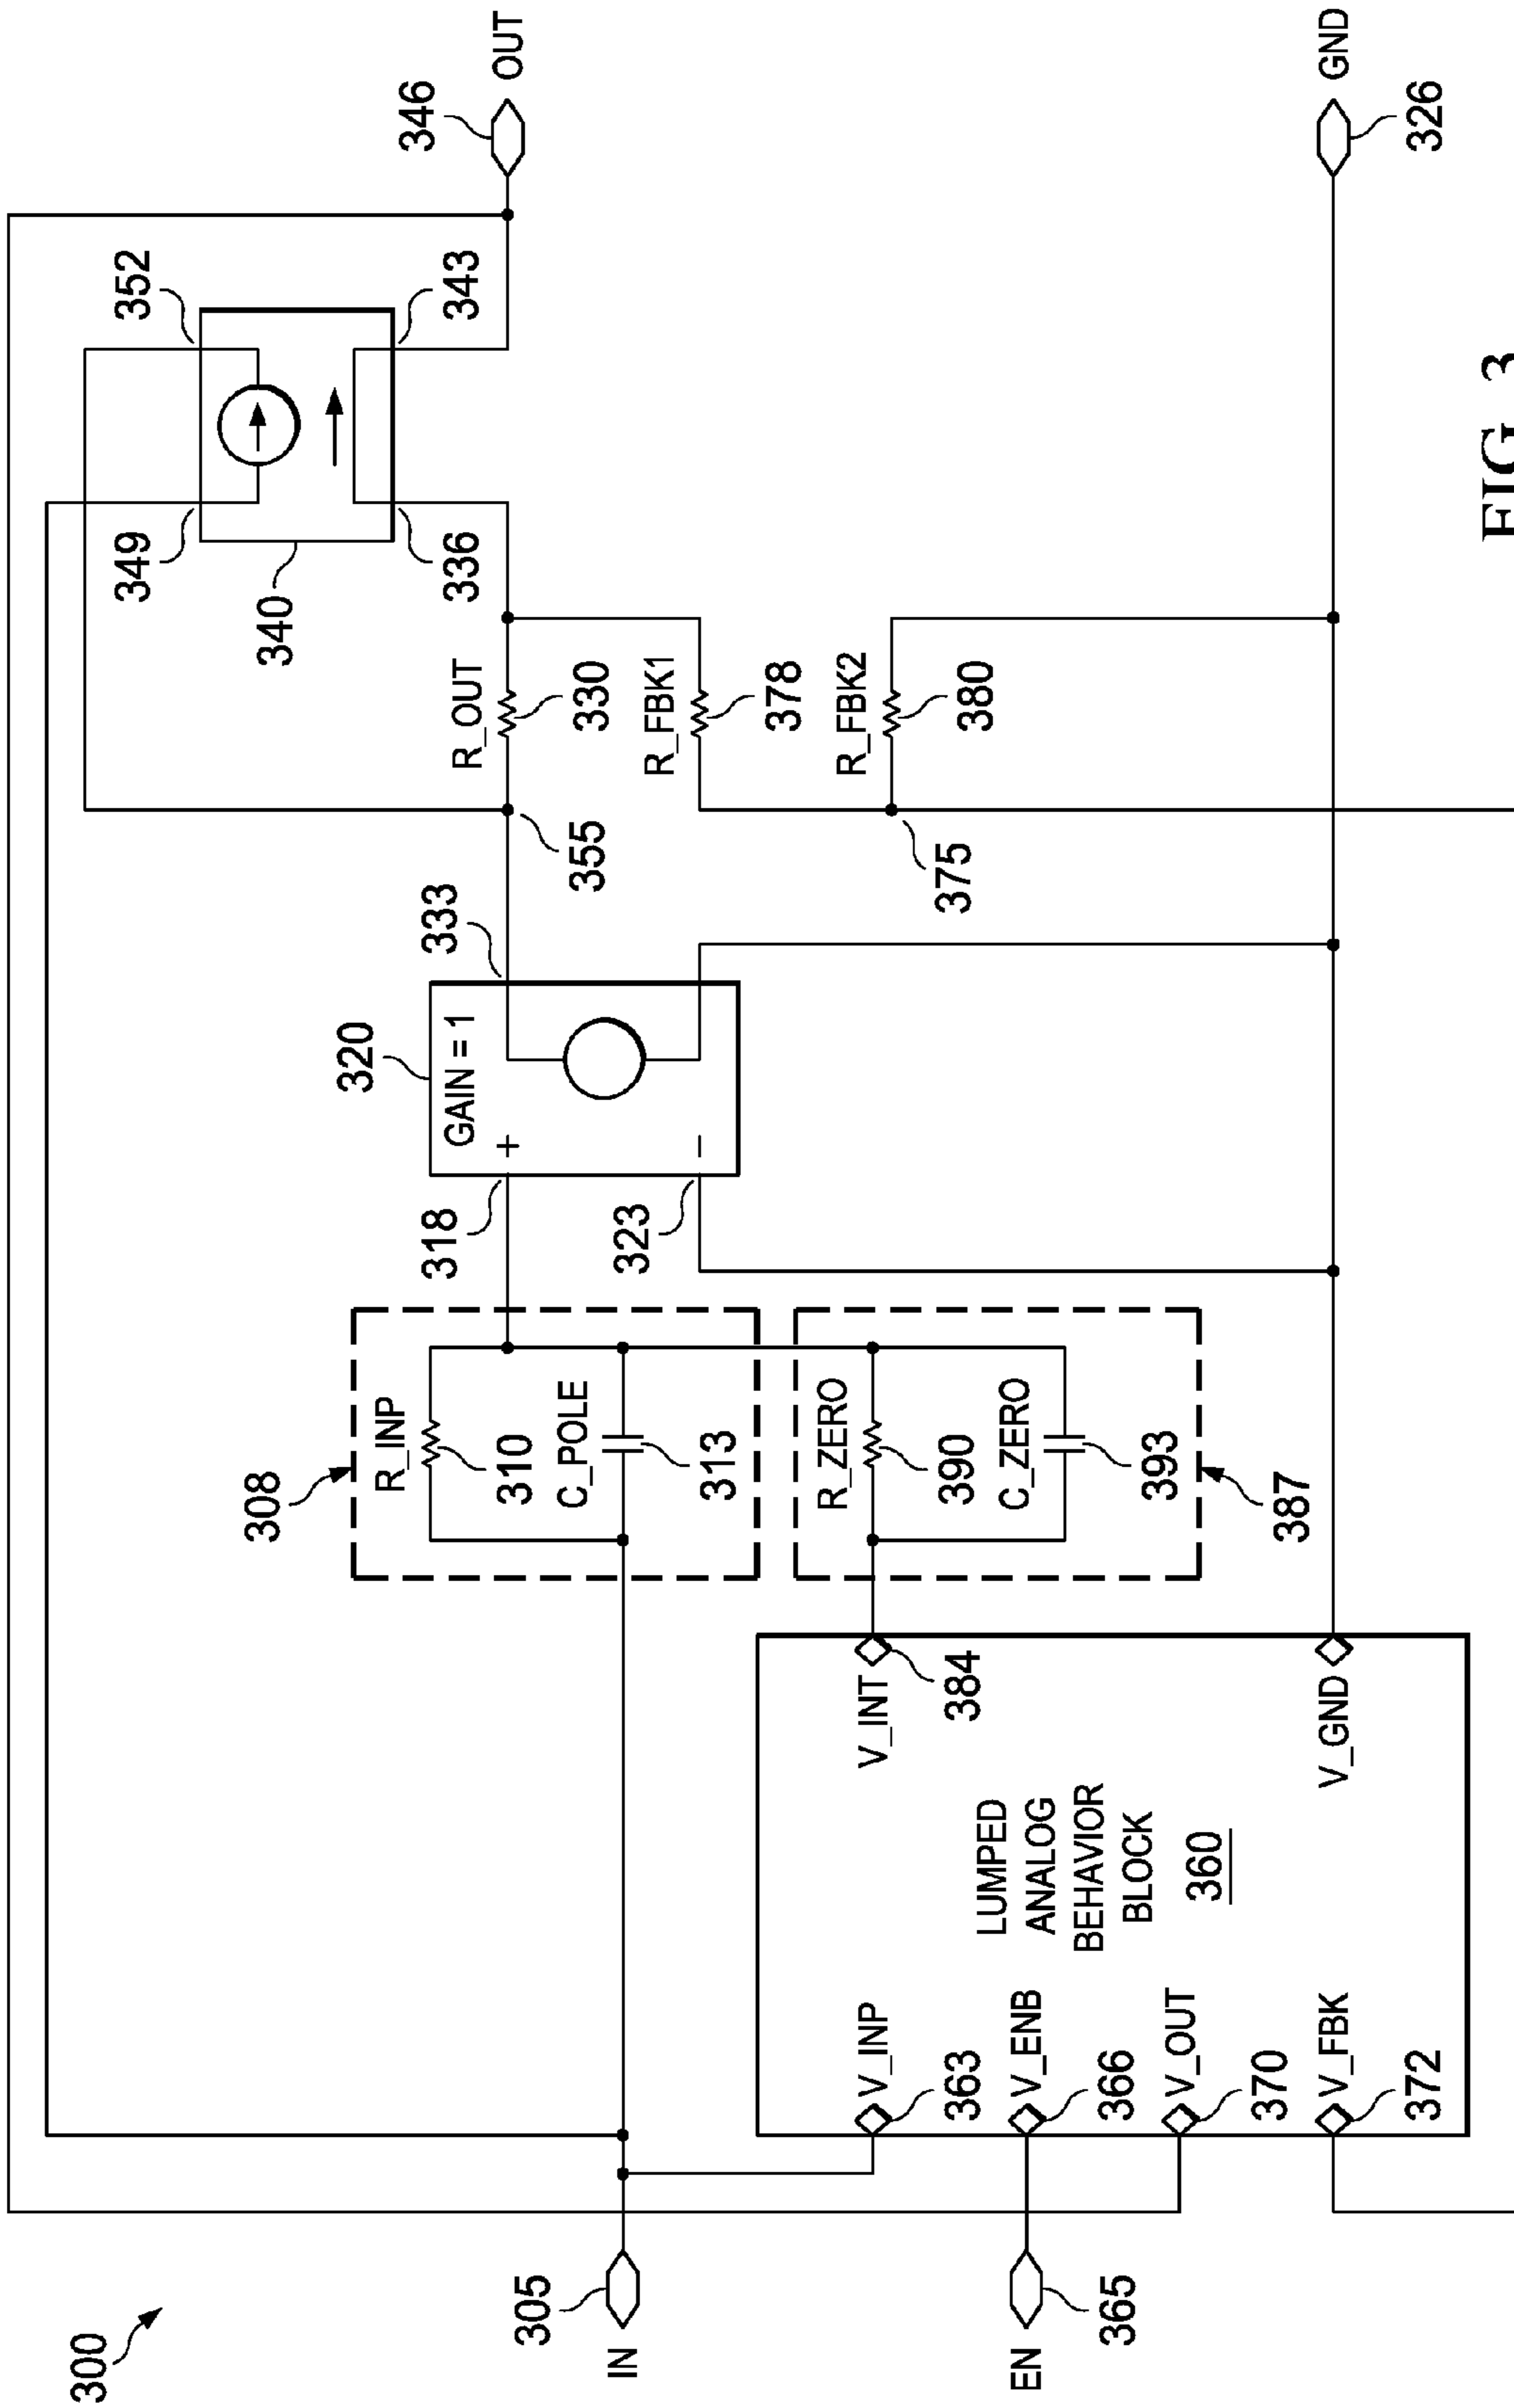 300
IN
305
EN
365
V_INP
363
V_ENB
366
V_OUT
370
V_FBK
372
LUMPED
ANALOG
BEHAVIOR
BLOCK
360
V_INT
384
V_GND
308
R_INP
310
C_POLE
313
R_ZERO
390
C_ZERO
393
387
318
323
320
GAIN = 1
+
−
333
355
R_OUT
330
R_FBK1
378
R_FBK2
380
375
340
349
336
352
343
346
OUT
GND
326
FIG. 3